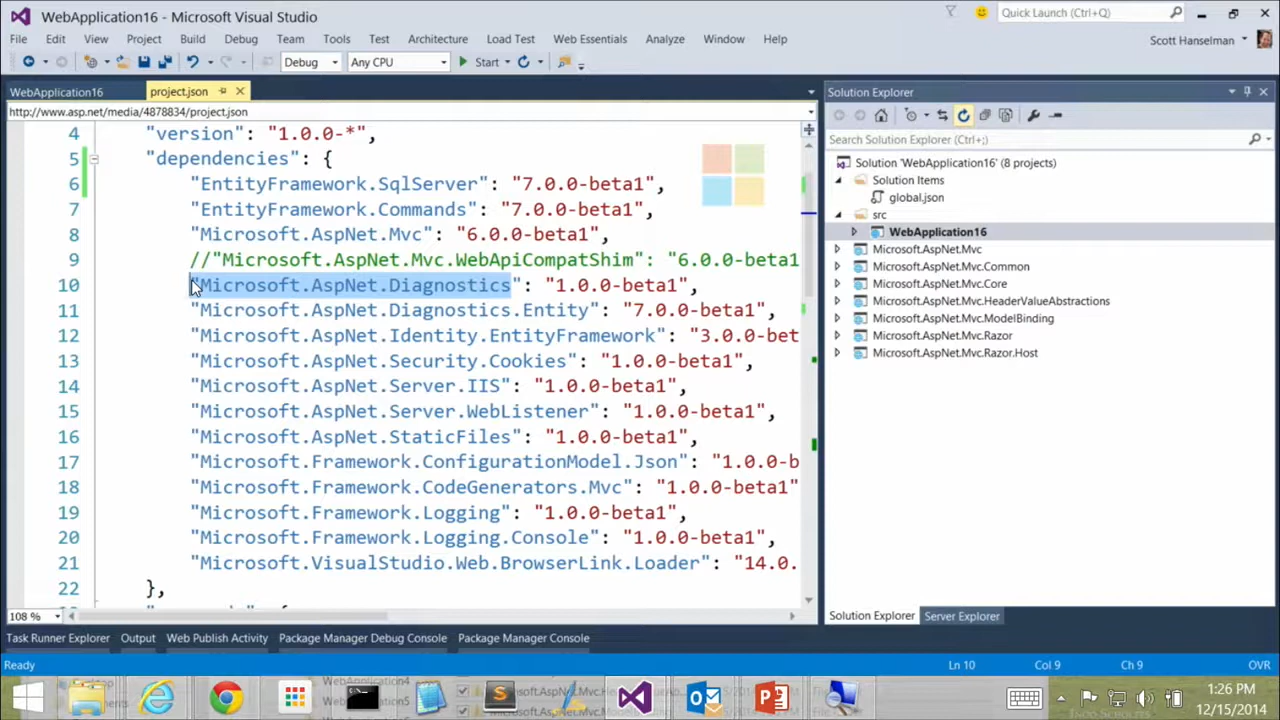 WebApplication16 - Microsoft Visual Studio
Quick Launch (Ctrl+Q)
File Edit View Project Build Debug Team Tools Test Architecture Load Test Web Essentials Analyze Window Help
Scott Hanselman
Debug Any CPU Start
WebApplication16 project.json
http://www.asp.net/media/4878834/project.json
4 "version": "1.0.0-*",
5 "dependencies": {
6 "EntityFramework.SqlServer": "7.0.0-beta1",
7 "EntityFramework.Commands": "7.0.0-beta1",
8 "Microsoft.AspNet.Mvc": "6.0.0-beta1",
9 //"Microsoft.AspNet.Mvc.WebApiCompatShim": "6.0.0-beta1
10 "Microsoft.AspNet.Diagnostics": "1.0.0-beta1",
11 "Microsoft.AspNet.Diagnostics.Entity": "7.0.0-beta1",
12 "Microsoft.AspNet.Identity.EntityFramework": "3.0.0-bet
13 "Microsoft.AspNet.Security.Cookies": "1.0.0-beta1",
14 "Microsoft.AspNet.Server.IIS": "1.0.0-beta1",
15 "Microsoft.AspNet.Server.WebListener": "1.0.0-beta1",
16 "Microsoft.AspNet.StaticFiles": "1.0.0-beta1",
17 "Microsoft.Framework.ConfigurationModel.Json": "1.0.0-b
18 "Microsoft.Framework.CodeGenerators.Mvc": "1.0.0-beta1"
19 "Microsoft.Framework.Logging": "1.0.0-beta1",
20 "Microsoft.Framework.Logging.Console": "1.0.0-beta1",
21 "Microsoft.VisualStudio.Web.BrowserLink.Loader": "14.0.
22 },
108 %
Solution Explorer
Search Solution Explorer (Ctrl+;)
Solution 'WebApplication16' (8 projects)
Solution Items
global.json
src
WebApplication16
Microsoft.AspNet.Mvc
Microsoft.AspNet.Mvc.Common
Microsoft.AspNet.Mvc.Core
Microsoft.AspNet.Mvc.HeaderValueAbstractions
Microsoft.AspNet.Mvc.ModelBinding
Microsoft.AspNet.Mvc.Razor
Microsoft.AspNet.Mvc.Razor.Host
Solution Explorer Server Explorer
Task Runner Explorer Output Web Publish Activity Package Manager Debug Console Package Manager Console
Ready Ln 10 Col 9 Ch 9 OVR
WebApplication4
WebApplication5
1:26 PM
12/15/2014